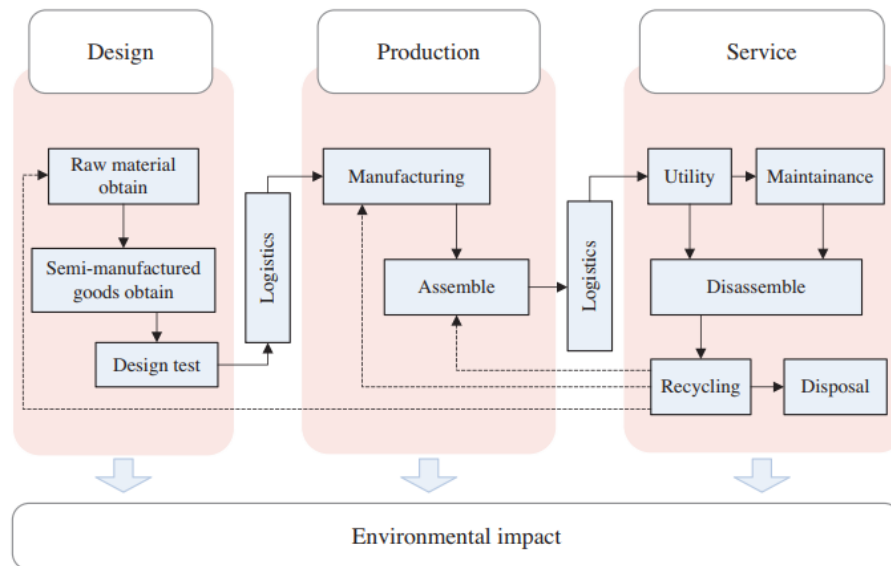 Design
Production
Service
Raw material
obtain
Semi-manufactured
goods obtain
Design test
Logistics
Manufacturing
Assemble
Logistics
Utility
Maintainance
Disassemble
Recycling
Disposal
Environmental impact